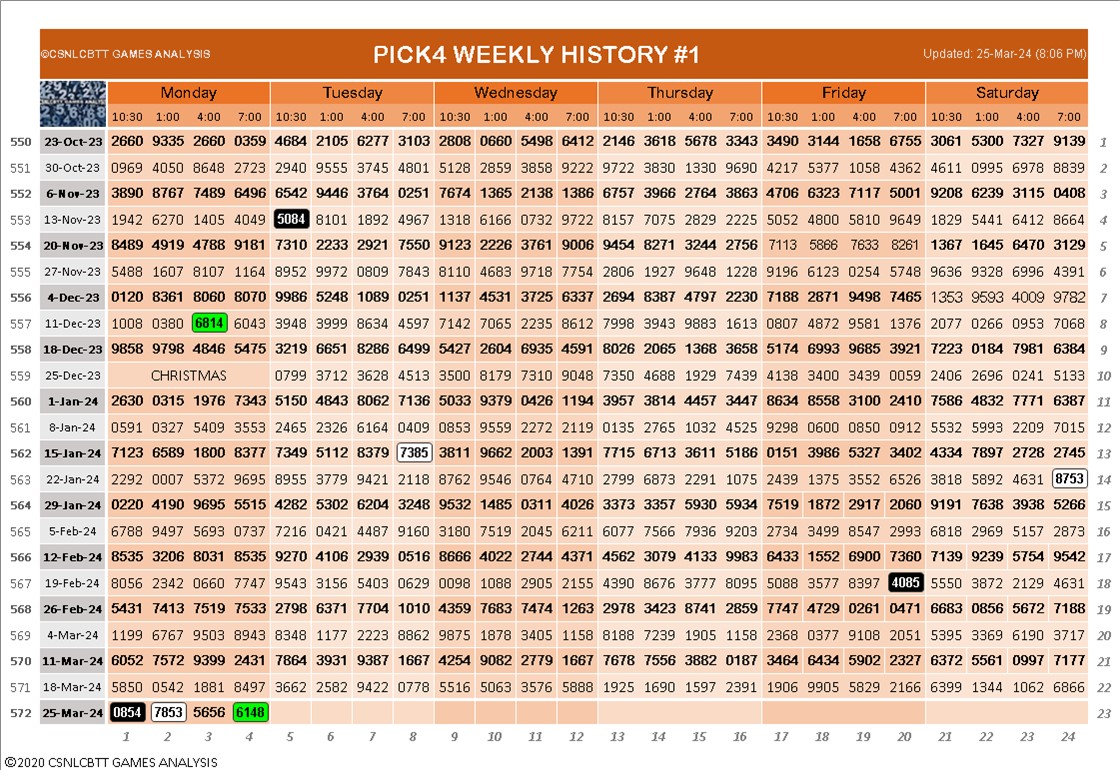 ©CSNLCBTT GAMES ANALYSIS PICK4 WEEKLY HISTORY #1 Updated: 25-Mar-24 (8:06 PM)
Monday Tuesday Wednesday Thursday Friday Saturday
10:30 1:00 4:00 7:00 10:30 1:00 4:00 7:00 10:30 1:00 4:00 7:00 10:30 1:00 4:00 7:00 10:30 1:00 4:00 7:00 10:30 1:00 4:00 7:00
550 23-Oct-23 2660 9335 2660 0359 4684 2105 6277 3103 2808 0660 5498 6412 2146 3618 5678 3343 3490 3144 1658 6755 3061 5300 7327 9139 1
551 30-Oct-23 0969 4050 8648 2723 2940 9555 3745 4801 5128 2859 3858 9222 9722 3830 1330 9690 4217 5377 1058 4362 4611 0995 6978 8839 2
552 6-Nov-23 3890 8767 7489 6496 6542 9446 3764 0251 7674 1365 2138 1386 6757 3966 2764 3863 4706 6323 7117 5001 9208 6239 3115 0408 3
553 13-Nov-23 1942 6270 1405 4049 5084 8101 1892 4967 1318 6166 0732 9722 8157 7075 2829 2225 5052 4800 5810 9649 1829 5441 6412 8664 4
554 20-Nov-23 8489 4919 4788 9181 7310 2233 2921 7550 9123 2226 3761 9006 9454 8271 3244 2756 7113 5866 7633 8261 1367 1645 6470 3129 5
555 27-Nov-23 5488 1607 8107 1164 8952 9972 0809 7843 8110 4683 9718 7754 2806 1927 9648 1228 9196 6123 0254 5748 9636 9328 6996 4391 6
556 4-Dec-23 0120 8361 8060 8070 9986 5248 1089 0251 1137 4531 3725 6337 2694 8387 4797 2230 7188 2871 9498 7465 1353 9593 4009 9782 7
557 11-Dec-23 1008 0380 6814 6043 3948 3999 8634 4597 7142 7065 2235 8612 7998 3943 9883 1613 0807 4872 9581 1376 2077 0266 0953 7068 8
558 18-Dec-23 9858 9798 4846 5475 3219 6651 8286 6499 5427 2604 6935 4591 8026 2065 1368 3658 5174 6993 9685 3921 7223 0184 7981 6384 9
559 25-Dec-23 CHRISTMAS 0799 3712 3628 4513 3500 8179 7310 9048 7350 4688 1929 7439 4138 3400 3439 0059 2406 2696 0241 5133 10
560 1-Jan-24 2630 0315 1976 7343 5150 4843 8062 7136 5033 9379 0426 1194 3957 3814 4457 3447 8634 8558 3100 2410 7586 4832 7771 6387 11
561 8-Jan-24 0591 0327 5409 3553 2465 2326 6164 0409 0853 9559 2272 2119 0135 2765 1032 4525 9298 0600 0850 0912 5532 5993 2209 7015 12
562 15-Jan-24 7123 6589 1800 8377 7349 5112 8379 7385 3811 9662 2003 1391 7715 6713 3611 5186 0151 3986 5327 3402 4334 7897 2728 2745 13
563 22-Jan-24 2292 0007 5372 9695 8955 3779 9421 2118 8762 9546 0764 4710 2799 6873 2291 1075 2439 1375 3552 6526 3818 5892 4631 8753 14
564 29-Jan-24 0220 4190 9695 5515 4282 5302 6204 3248 9532 1485 0311 4026 3373 3357 5930 5934 7519 1872 2917 2060 9191 7638 3938 5266 15
565 5-Feb-24 6788 9497 5693 0737 7216 0421 4487 9160 3180 7519 2045 6211 6077 7566 7936 9203 2734 3499 8547 2993 6818 2969 5157 2873 16
566 12-Feb-24 8535 3206 8031 8535 9270 4106 2939 0516 8666 4022 2744 4371 4562 3079 4133 9983 6433 1552 6900 7360 7139 9239 5754 9542 17
567 19-Feb-24 8056 2342 0660 7747 9543 3156 5403 0629 0098 1088 2905 2155 4390 8676 3777 8095 5088 3577 8397 4085 5550 3872 2129 4631 18
568 26-Feb-24 5431 7413 7519 7533 2798 6371 7704 1010 4359 7683 7474 1263 2978 3423 8741 2859 7747 4729 0261 0471 6683 0856 5672 7188 19
569 4-Mar-24 1199 6767 9503 8943 8348 1177 2223 8862 9875 1878 3405 1158 8188 7239 1905 1158 2368 0377 9108 2051 5395 3369 6190 3717 20
570 11-Mar-24 6052 7572 9399 2431 7864 3931 9387 1667 4254 9082 2779 1667 7678 7556 3882 0187 3464 6434 5902 2327 6372 5561 0997 7177 21
571 18-Mar-24 5850 0542 1881 8497 3662 2582 9422 0778 5516 5063 3576 5888 1925 1690 1597 2391 1906 9905 5829 2166 6399 1344 1062 6866 22
572 25-Mar-24 0854 7853 5656 6148 23
1 2 3 4 5 6 7 8 9 10 11 12 13 14 15 16 17 18 19 20 21 22 23 24
©2020 CSNLCBTT GAMES ANALYSIS